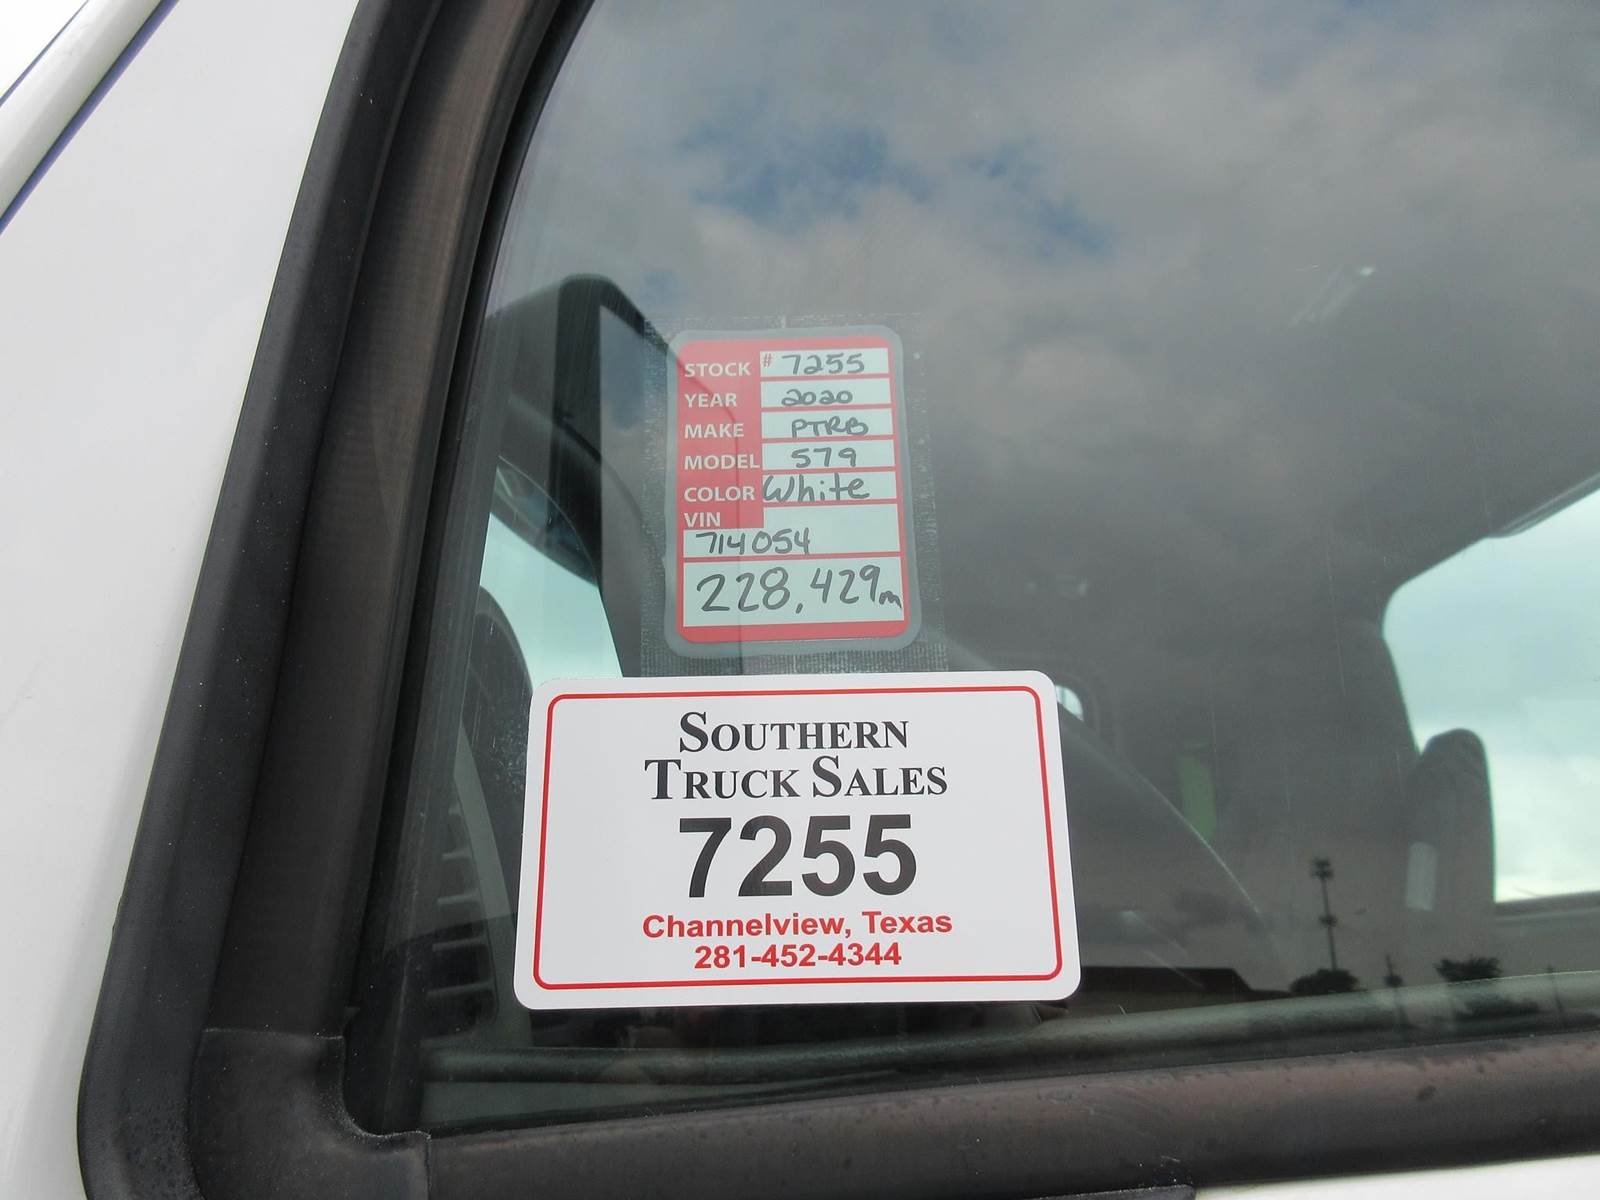 STOCK # 7255
YEAR 2020
MAKE PTRB
MODEL 579
COLOR White
VIN
714054
228,429m
SOUTHERN
TRUCK SALES
7255
Channelview, Texas
281-452-4344